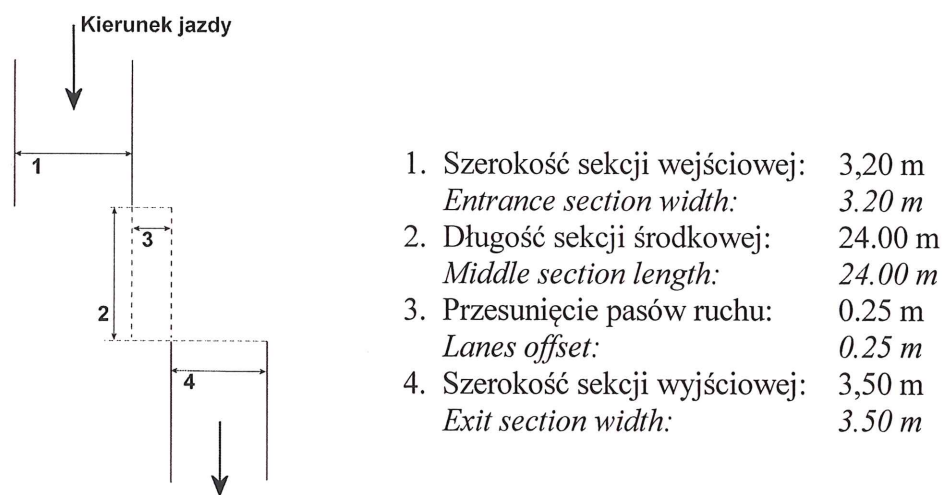 Kierunek jazdy
1
3
2
4
1. Szerokość sekcji wejściowej: 3,20 m
Entrance section width: 3.20 m
2. Długość sekcji środkowej: 24.00 m
Middle section length: 24.00 m
3. Przesunięcie pasów ruchu: 0.25 m
Lanes offset: 0.25 m
4. Szerokość sekcji wyjściowej: 3,50 m
Exit section width: 3.50 m